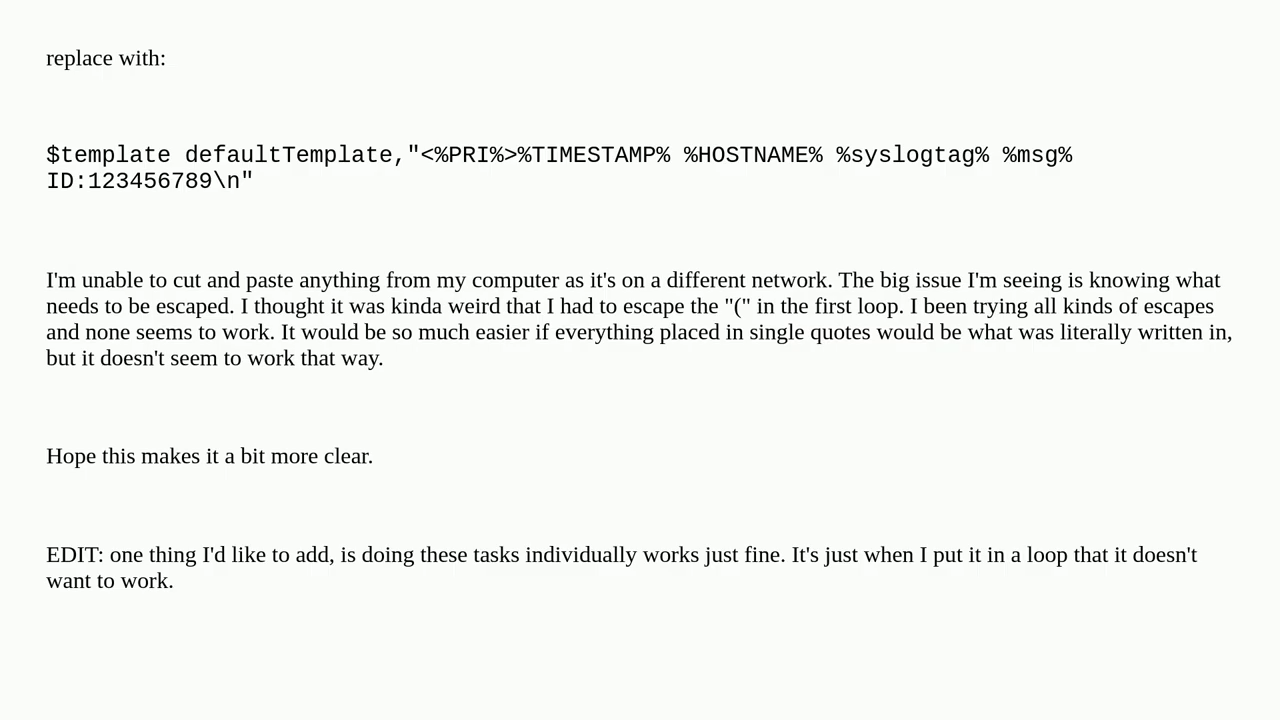 replace with:
$template defaultTemplate,"<%PRI%>%TIMESTAMP% %HOSTNAME% %syslogtag% %msg%
ID:123456789\n"
I'm unable to cut and paste anything from my computer as it's on a different network. The big issue I'm seeing is knowing what
needs to be escaped. I thought it was kinda weird that I had to escape the "(" in the first loop. I been trying all kinds of escapes
and none seems to work. It would be so much easier if everything placed in single quotes would be what was literally written in,
but it doesn't seem to work that way.
Hope this makes it a bit more clear.
EDIT: one thing I'd like to add, is doing these tasks individually works just fine. It's just when I put it in a loop that it doesn't
want to work.